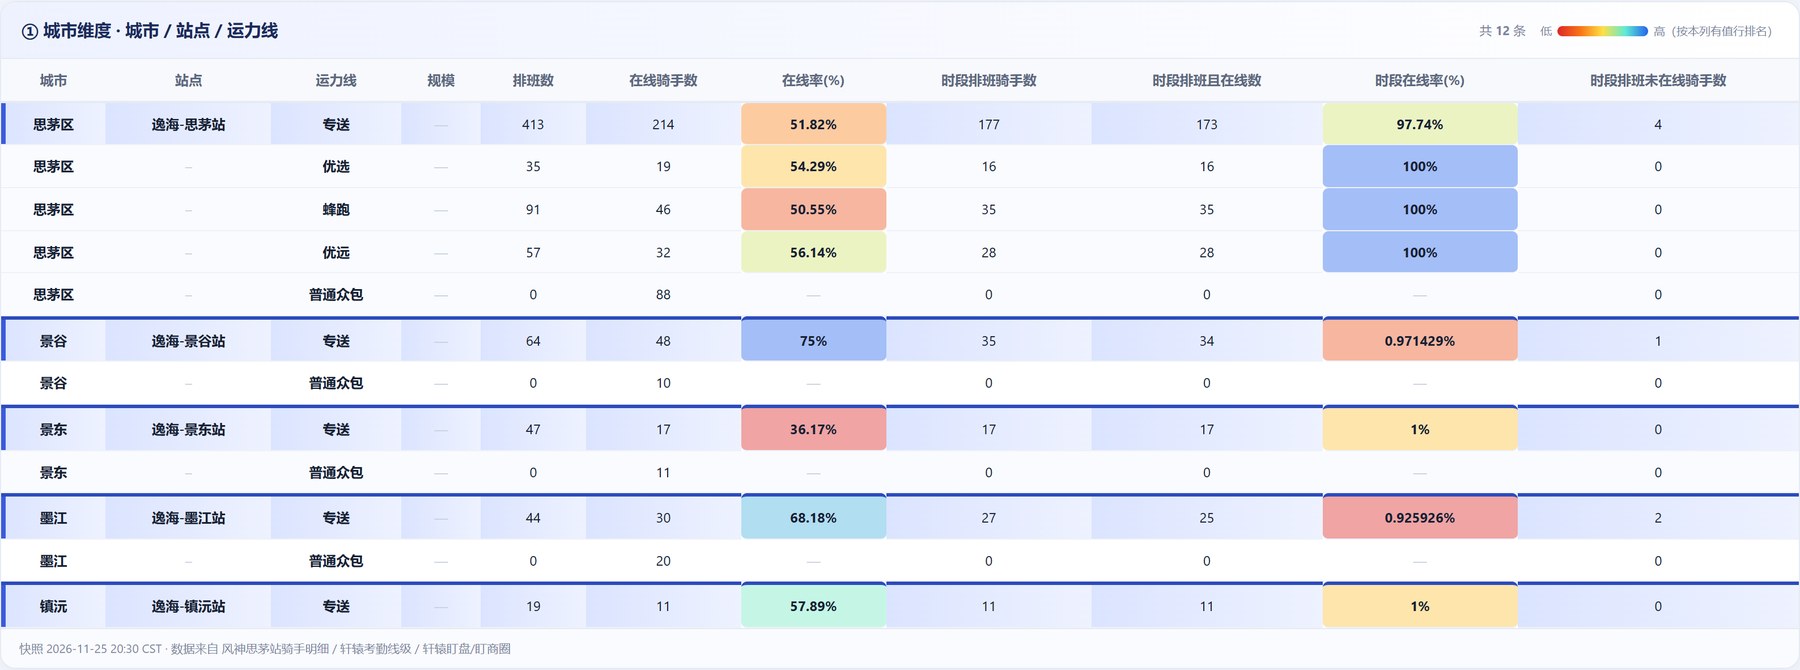 ① 城市维度 · 城市 / 站点 / 运力线 共 12 条 低 高 (按本列有值行排名)
城市 站点 运力线 规模 排班数 在线骑手数 在线率(%) 时段排班骑手数 时段排班且在线数 时段在线率(%) 时段排班未在线骑手数
思茅区 逸海-思茅站 专送 — 413 214 51.82% 177 173 97.74% 4
思茅区 – 优选 — 35 19 54.29% 16 16 100% 0
思茅区 – 蜂跑 — 91 46 50.55% 35 35 100% 0
思茅区 – 优远 — 57 32 56.14% 28 28 100% 0
思茅区 – 普通众包 — 0 88 — 0 0 — 0
景谷 逸海-景谷站 专送 — 64 48 75% 35 34 0.971429% 1
景谷 – 普通众包 — 0 10 — 0 0 — 0
景东 逸海-景东站 专送 — 47 17 36.17% 17 17 1% 0
景东 – 普通众包 — 0 11 — 0 0 — 0
墨江 逸海-墨江站 专送 — 44 30 68.18% 27 25 0.925926% 2
墨江 – 普通众包 — 0 20 — 0 0 — 0
镇沅 逸海-镇沅站 专送 — 19 11 57.89% 11 11 1% 0
快照 2026-11-25 20:30 CST · 数据来自 风神思茅站骑手明细 / 轩辕考勤线级 / 轩辕盯盘/盯商圈